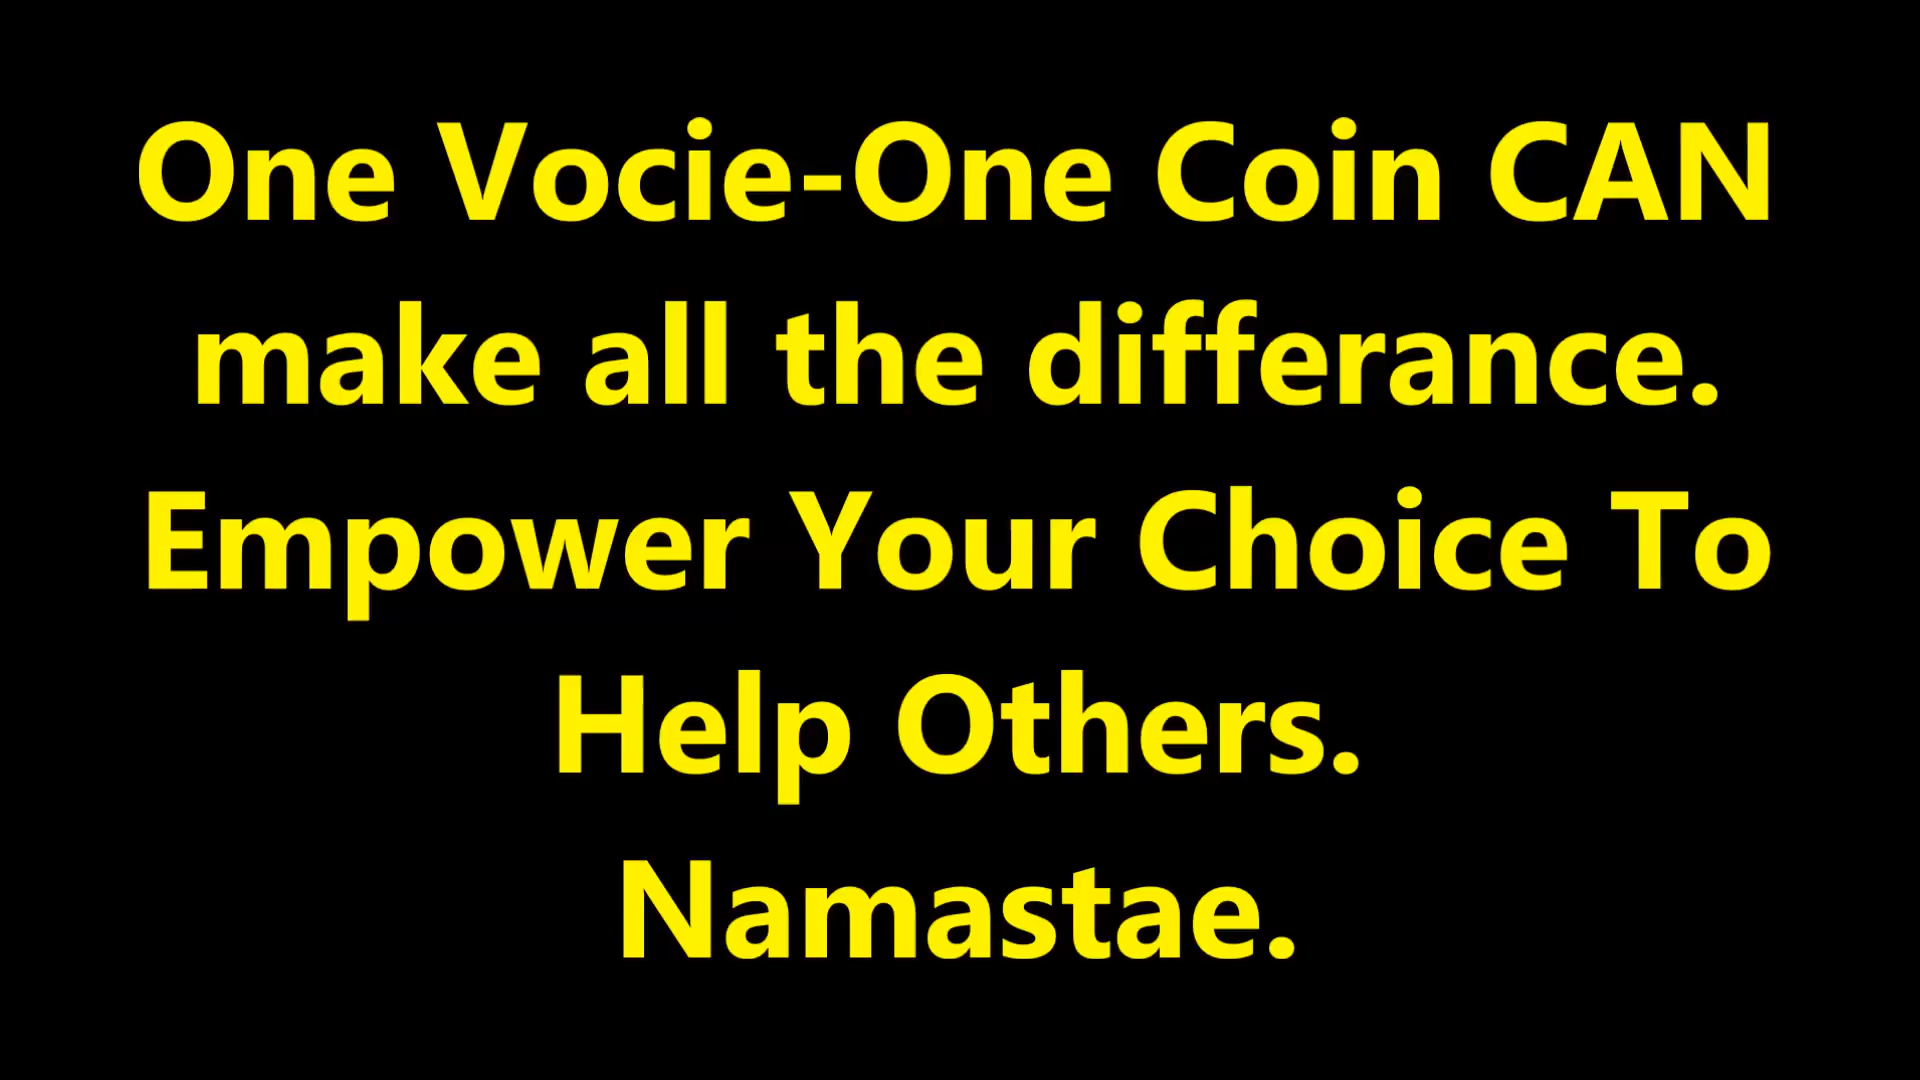 One Vocie-One Coin CAN
make all the differance.
Empower Your Choice To
Help Others.
Namastae.